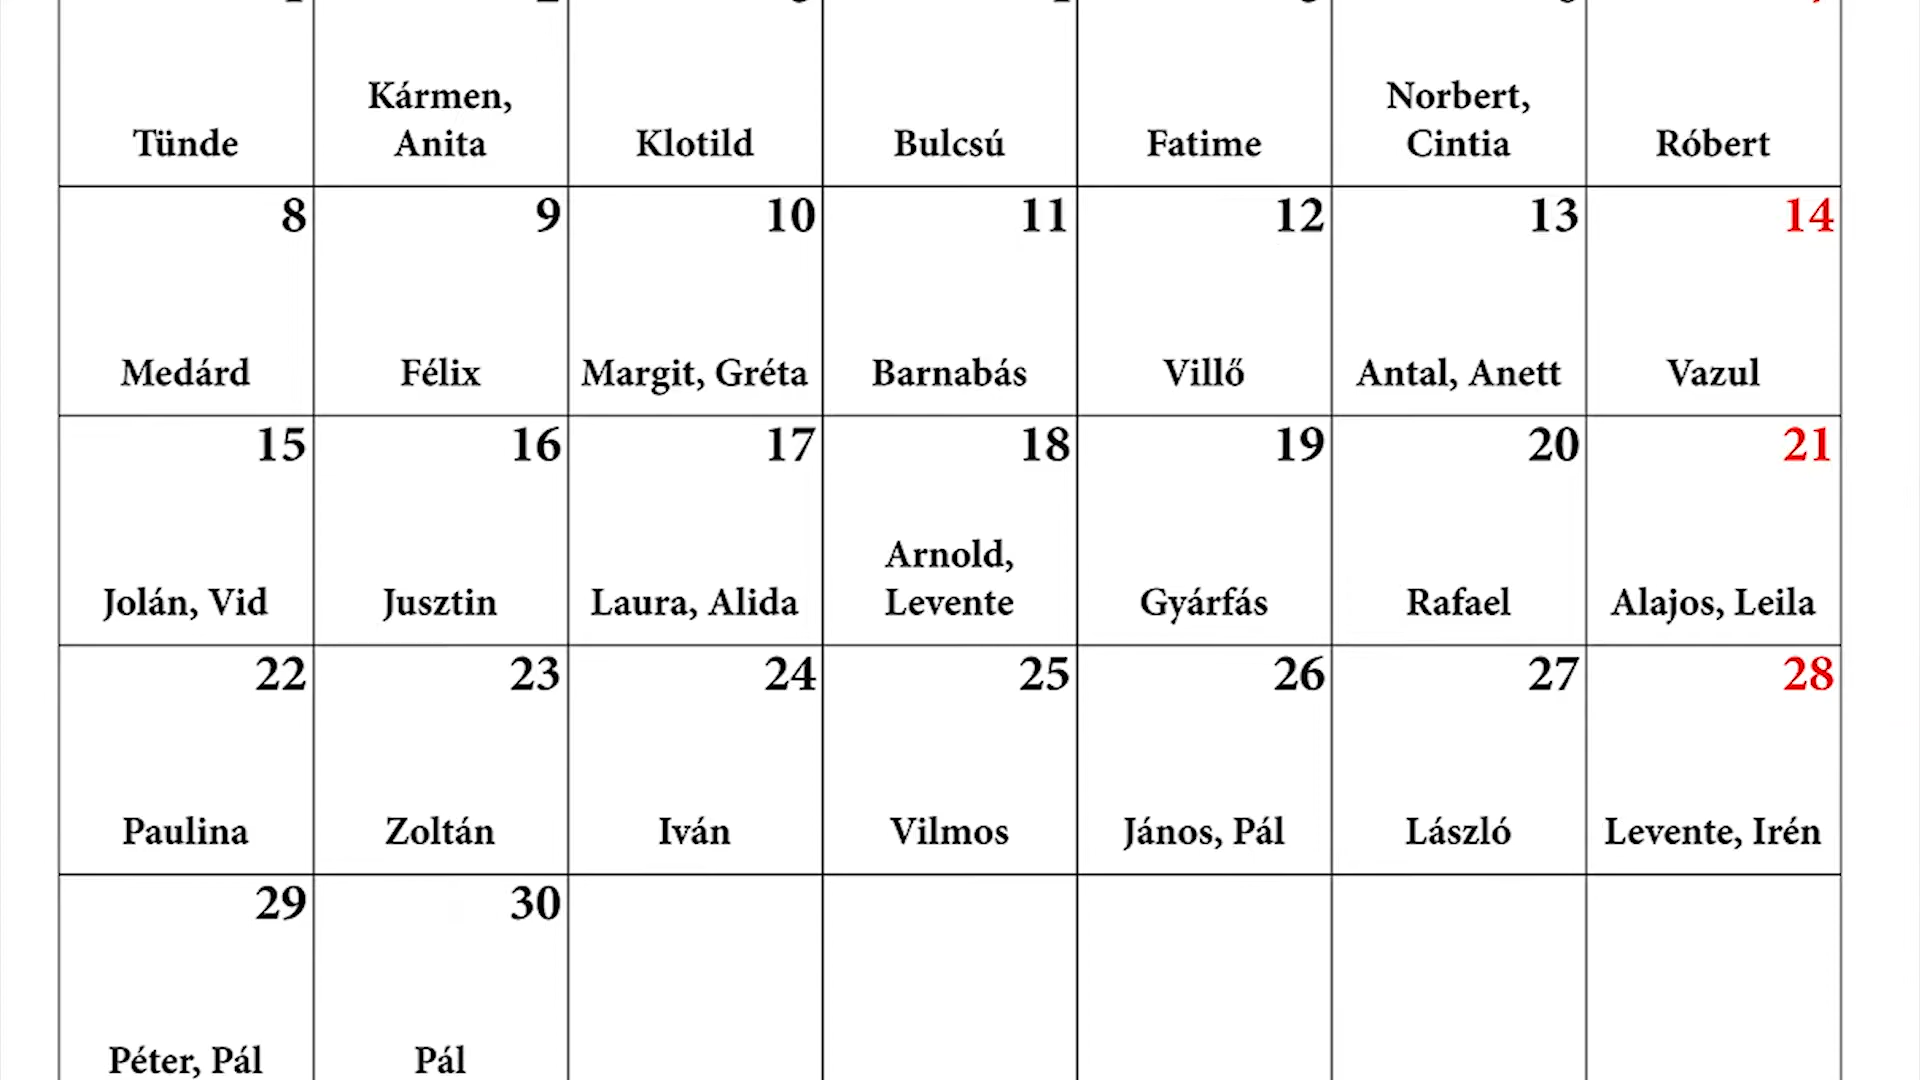 Tünde
Kármen,
Anita
Klotild
Bulcsú
Fatime
Norbert,
Cintia
Róbert
8
9
10
11
12
13
14
Medárd
Félix
Margit, Gréta
Barnabás
Villő
Antal, Anett
Vazul
15
16
17
18
19
20
21
Jolán, Vid
Jusztin
Laura, Alida
Arnold,
Levente
Gyárfás
Rafael
Alajos, Leila
22
23
24
25
26
27
28
Paulina
Zoltán
Iván
Vilmos
János, Pál
László
Levente, Irén
29
30
Péter, Pál
Pál